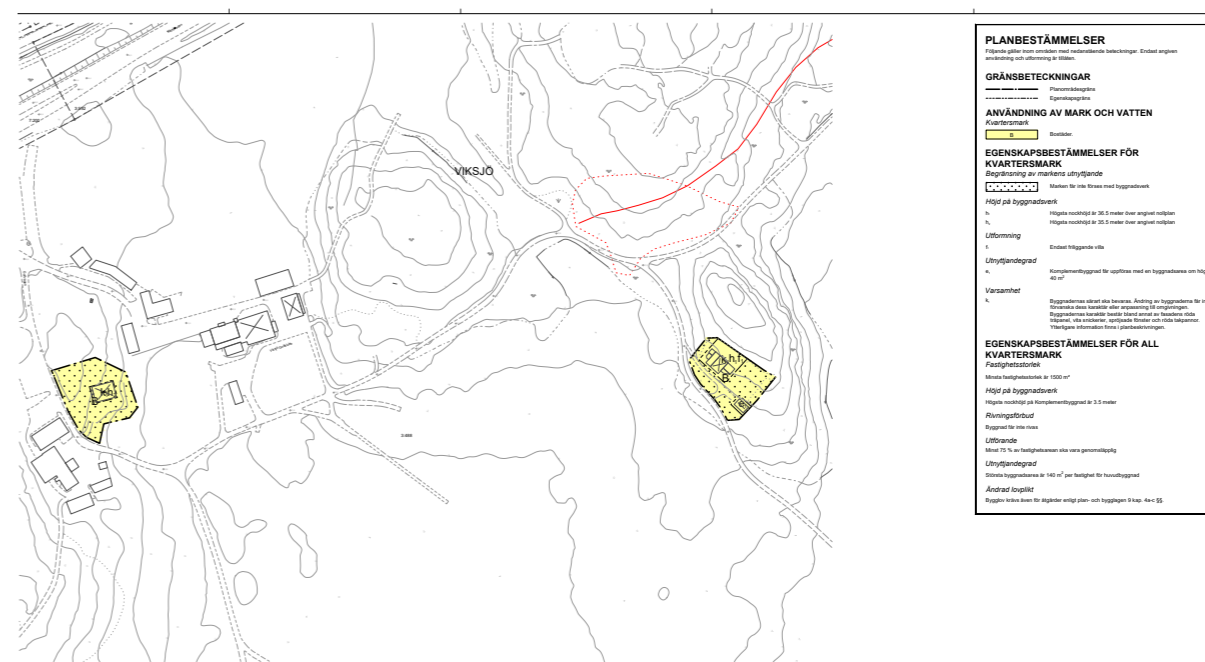 VIKSJÖ
PLANBESTÄMMELSER
Följande gäller inom områden med nedanstående beteckningar. Endast angiven
användning och utformning är tillåten.
GRÄNSBETECKNINGAR
Planområdesgräns
Egenskapsgräns
ANVÄNDNING AV MARK OCH VATTEN
Kvartersmark
B Bostäder.
EGENSKAPSBESTÄMMELSER FÖR
KVARTERSMARK
Begränsning av markens utnyttjande
Marken får inte förses med byggnadsverk
Höjd på byggnadsverk
Högsta nockhöjd är 36.5 meter över angivet nollplan
Högsta nockhöjd är 35.5 meter över angivet nollplan
Utformning
Endast friliggande villa
Utnyttjandegrad
Komplementbyggnad får uppföras med en byggnadsarea om hög
40 m²
Varsamhet
Byggnadernas särart ska bevaras. Ändring av byggnaderna får in
förvanska dess karaktär eller anpassning till omgivningen.
Byggnadernas karaktär består bland annat av fasadens röda
träpanel, vita snickerier, spröjsade fönster och röda takpannor.
Ytterligare information finns i planbeskrivningen.
EGENSKAPSBESTÄMMELSER FÖR ALL
KVARTERSMARK
Fastighetsstorlek
Minsta fastighetsstorlek är 1500 m²
Höjd på byggnadsverk
Högsta nockhöjd på Komplementbyggnad är 3.5 meter
Rivningsförbud
Byggnad får inte rivas
Utförande
Minst 75 % av fastighetsarean ska vara genomsläpplig
Utnyttjandegrad
Största byggnadsarea är 140 m² per fastighet för huvudbyggnad
Ändrad lovplikt
Bygglov krävs även för åtgärder enligt plan- och bygglagen 9 kap. 4a-c §§.